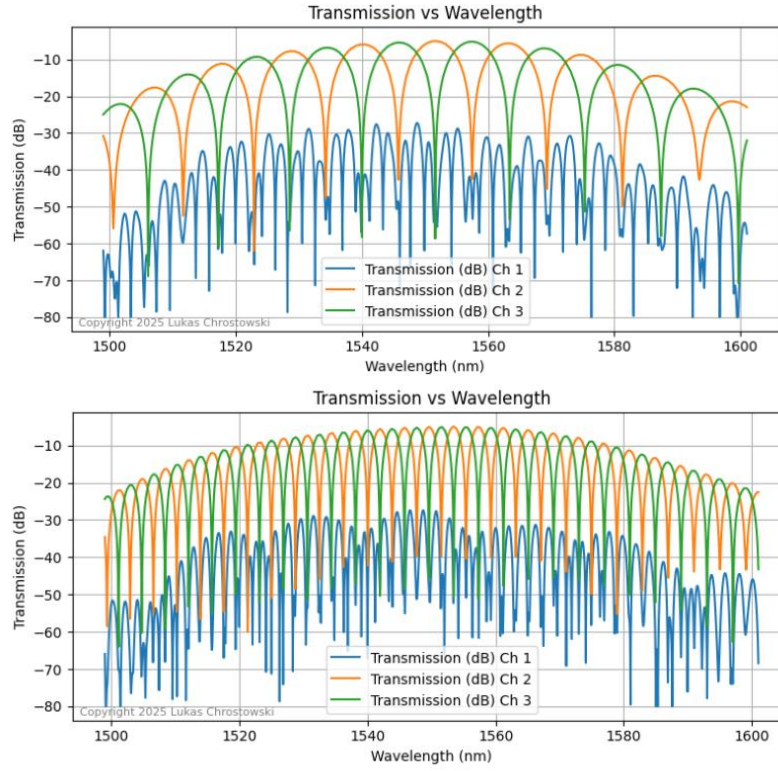 Transmission vs Wavelength
Transmission (dB)
−10
−20
−30
−40
−50
−60
−70
−80
Transmission (dB) Ch 1
Transmission (dB) Ch 2
Transmission (dB) Ch 3
Copyright 2025 Lukas Chrostowski
1500 1520 1540 1560 1580 1600
Wavelength (nm)
Transmission vs Wavelength
Transmission (dB)
−10
−20
−30
−40
−50
−60
−70
−80
Transmission (dB) Ch 1
Transmission (dB) Ch 2
Transmission (dB) Ch 3
Copyright 2025 Lukas Chrostowski
1500 1520 1540 1560 1580 1600
Wavelength (nm)